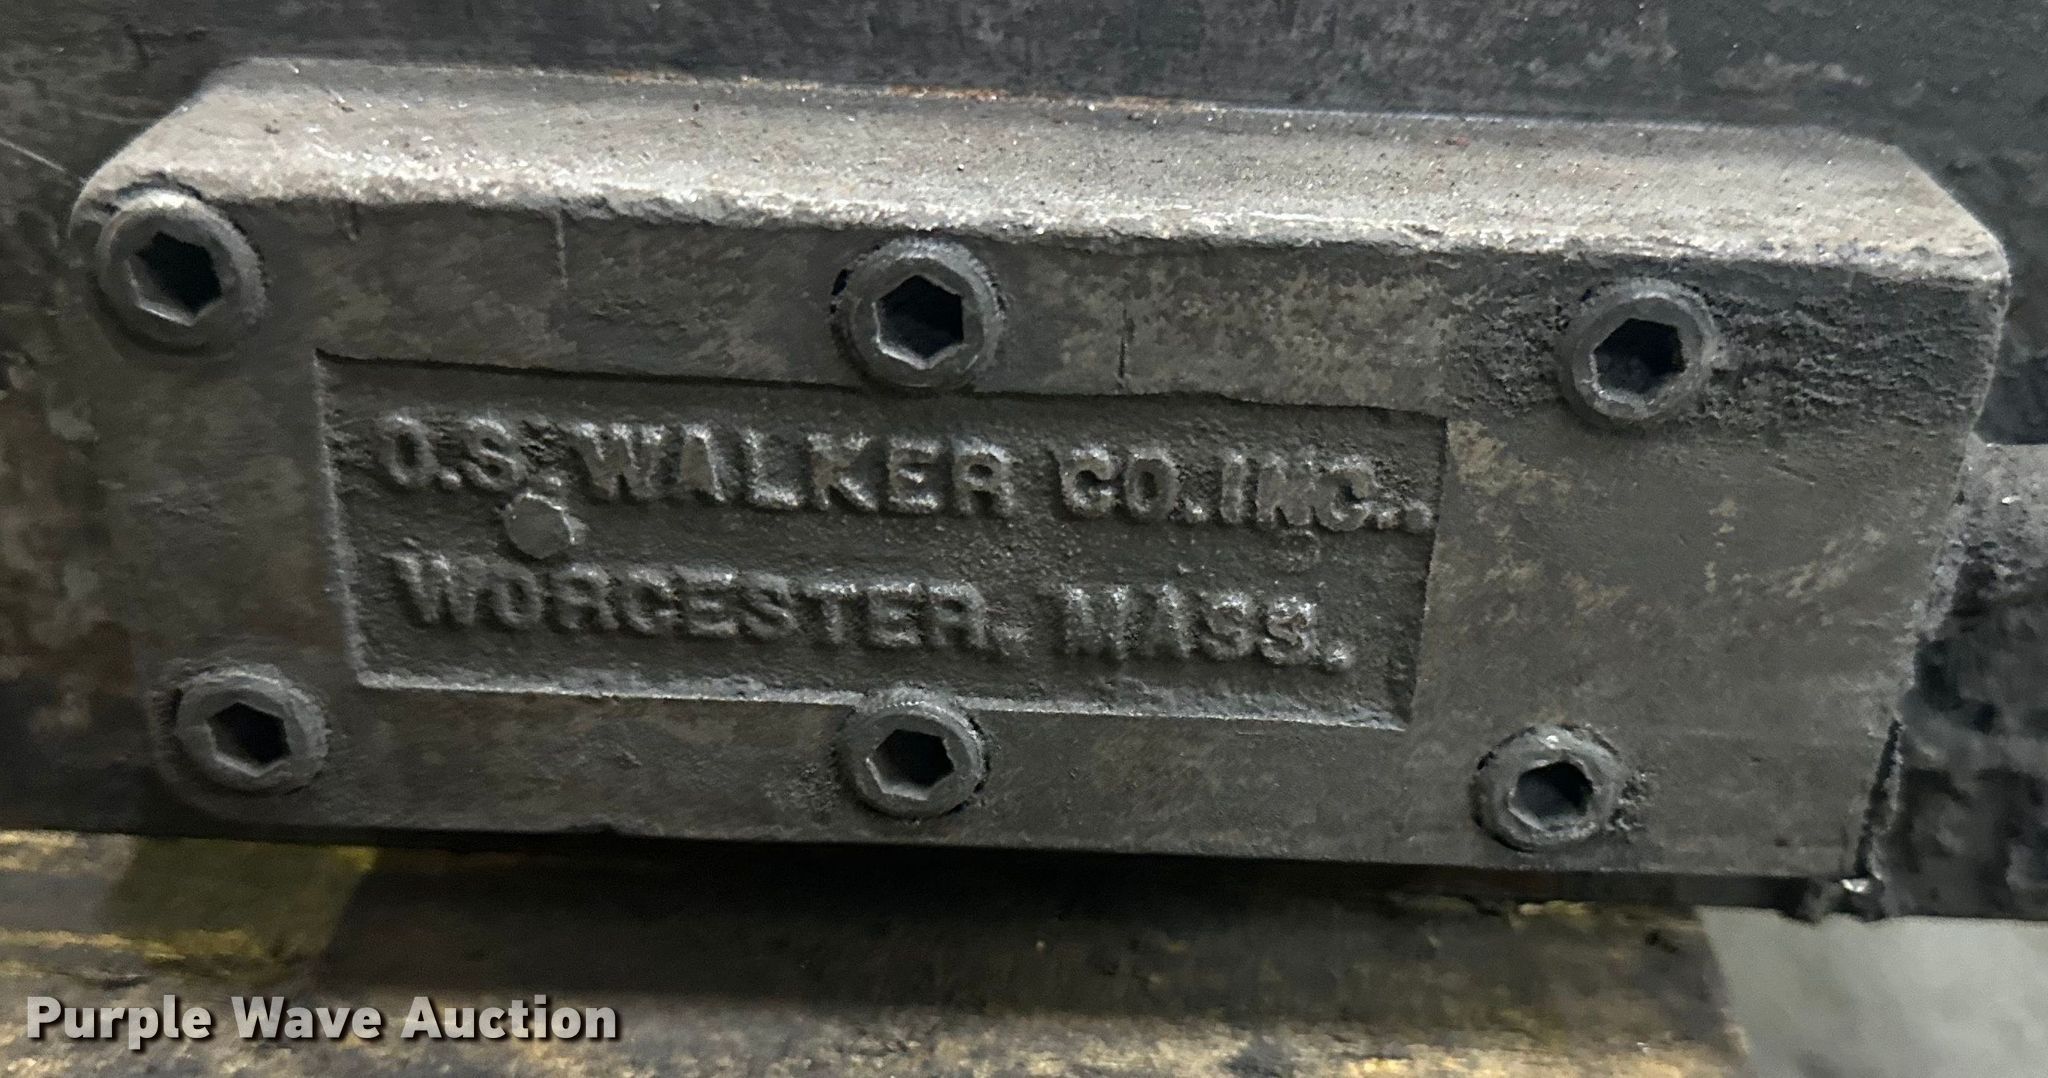 O.S. WALKER CO. INC.
WORCESTER, MASS.
Purple Wave Auction